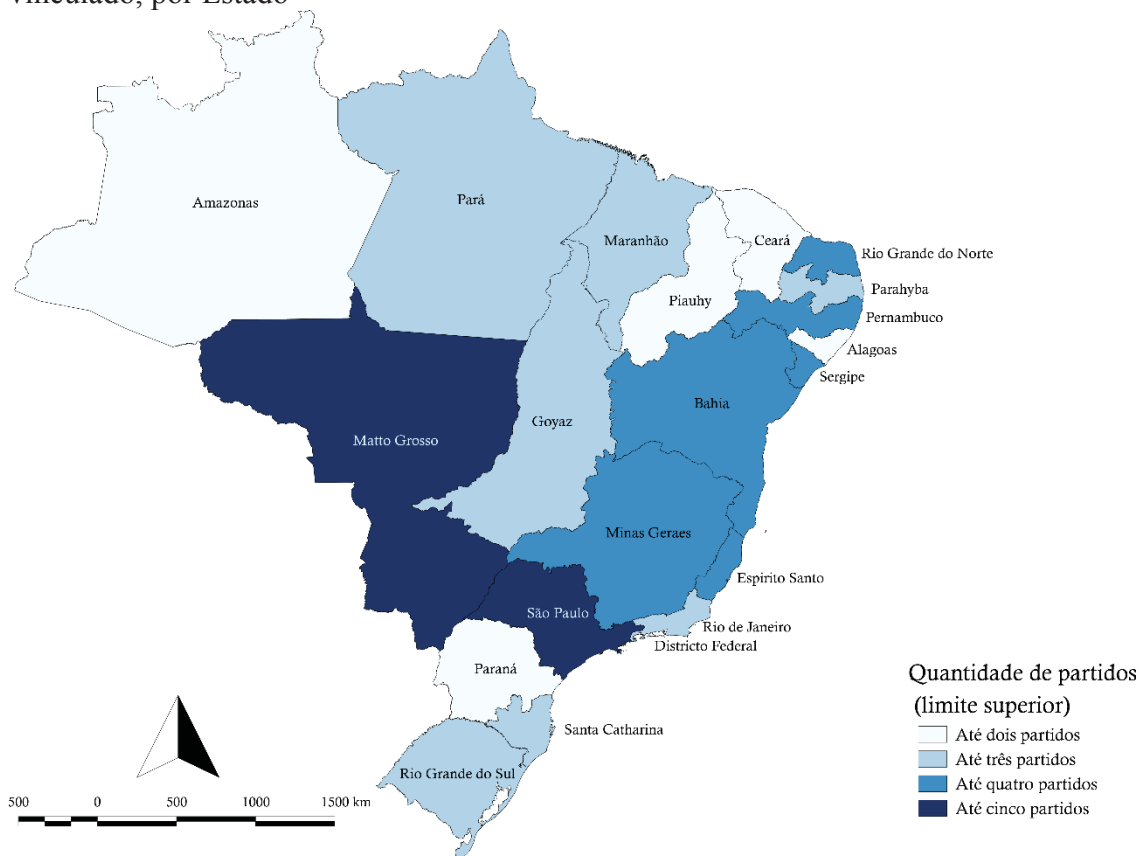 vinculado, por Estado
Amazonas
Pará
Maranhão
Ceará
Rio Grande do Norte
Piauhy
Parahyba
Pernambuco
Alagoas
Sergipe
Bahia
Goyaz
Matto Grosso
Minas Geraes
Espirito Santo
São Paulo
Rio de Janeiro
Districto Federal
Paraná
Santa Catharina
Rio Grande do Sul
500 0 500 1000 1500 km
Quantidade de partidos
(limite superior)
Até dois partidos
Até três partidos
Até quatro partidos
Até cinco partidos